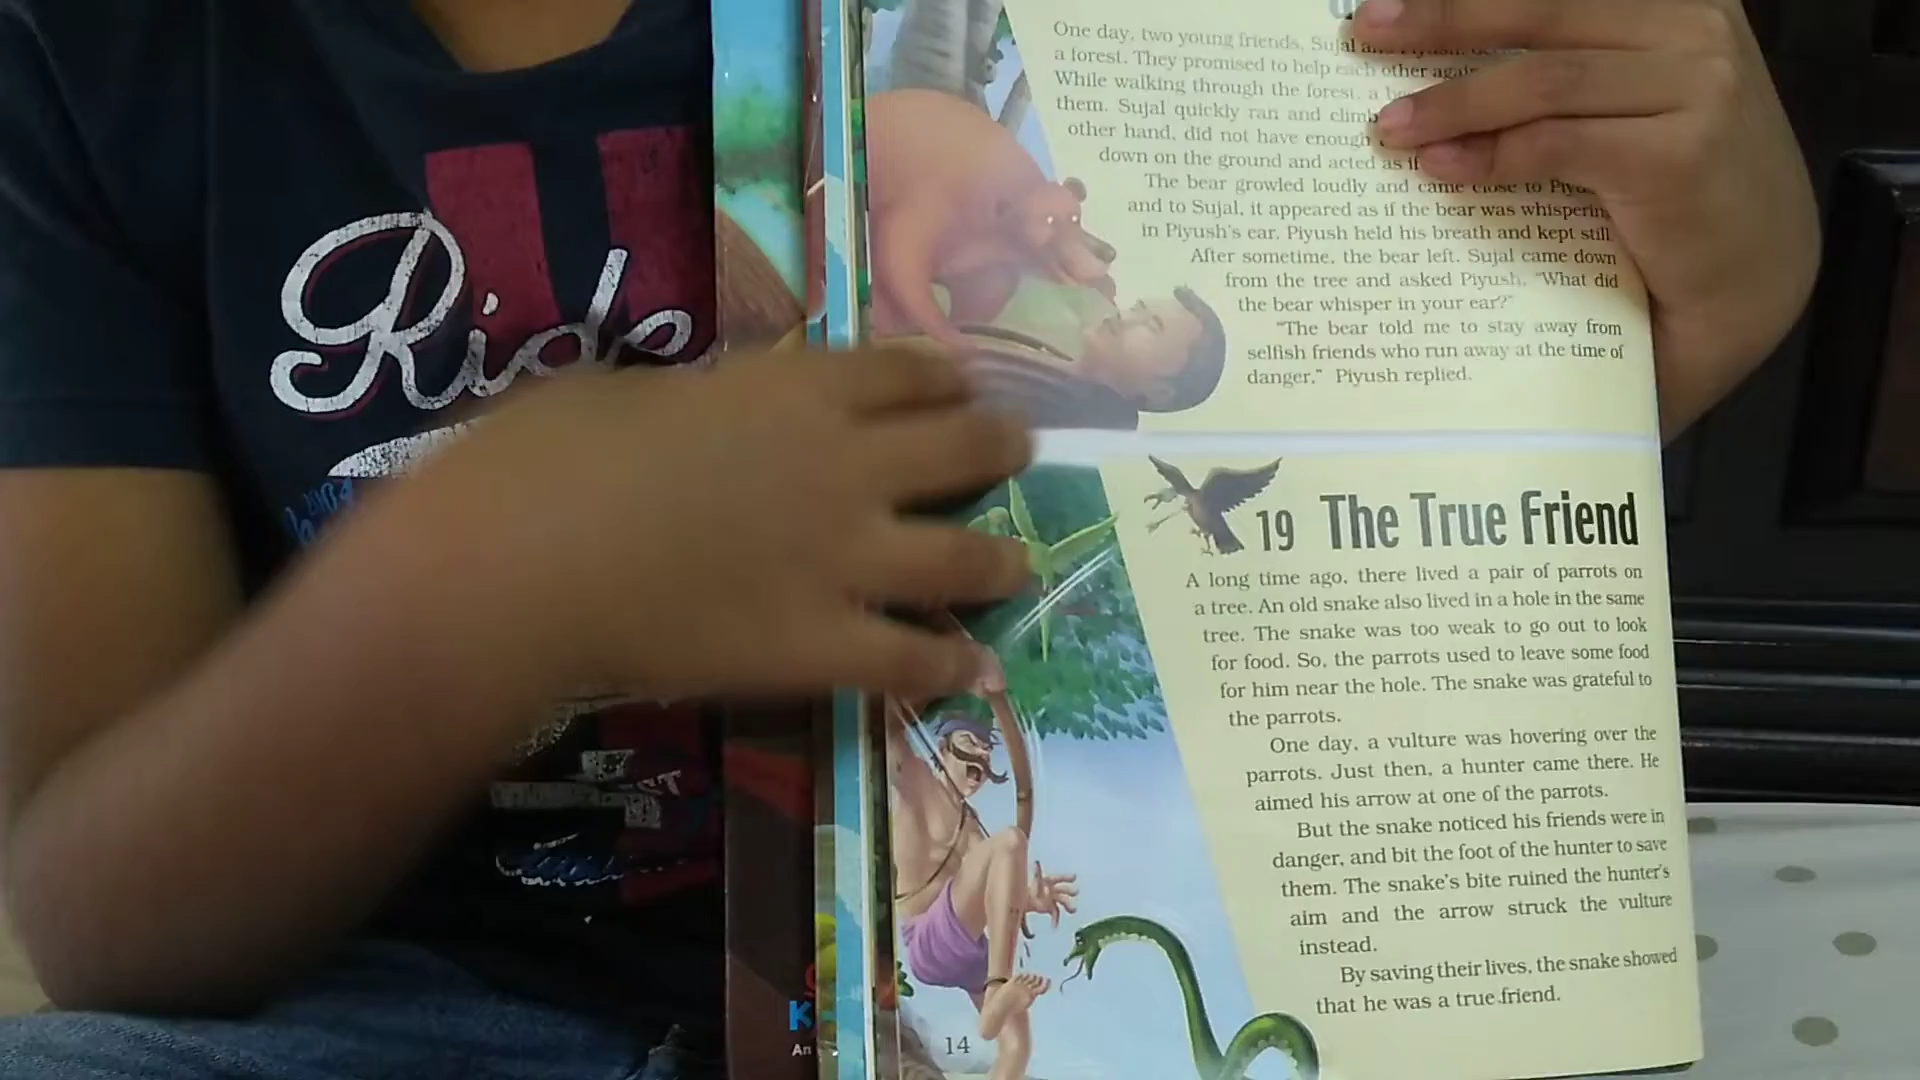 Ride
One day, two young friends, Sujal
a forest. They promised to help each other
While walking through the forest, a
them. Sujal quickly ran and
other hand, did not have enough
down on the ground and acted as if
The bear growled loudly and came close to
and to Sujal, it appeared as if the bear was
in Piyush's ear. Piyush held his breath and kept still.
After sometime, the bear left. Sujal came down
from the tree and asked Piyush, "What did
the bear whisper in your ear?"
"The bear told me to stay away from
selfish friends who run away at the time of
danger," Piyush replied.
19 The True Friend
A long time ago, there lived a pair of parrots on
a tree. An old snake also lived in a hole in the same
tree. The snake was too weak to go out to look
for food. So, the parrots used to leave some food
for him near the hole. The snake was grateful to
the parrots.
One day, a vulture was hovering over the
parrots. Just then, a hunter came there. He
aimed his arrow at one of the parrots.
But the snake noticed his friends were in
danger, and bit the foot of the hunter to save
them. The snake's bite ruined the hunter's
aim and the arrow struck the vulture
instead.
By saving their lives, the snake showed
that he was a true friend.
14
K
An